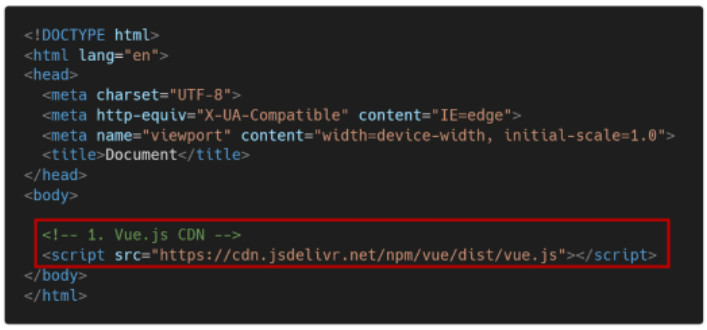 <!DOCTYPE html>
<html lang="en">
<head>
  <meta charset="UTF-8">
  <meta http-equiv="X-UA-Compatible" content="IE=edge">
  <meta name="viewport" content="width=device-width, initial-scale=1.0">
  <title>Document</title>
</head>
<body>
  <!-- 1. Vue.js CDN -->
  <script src="https://cdn.jsdelivr.net/npm/vue/dist/vue.js"></script>
</body>
</html>